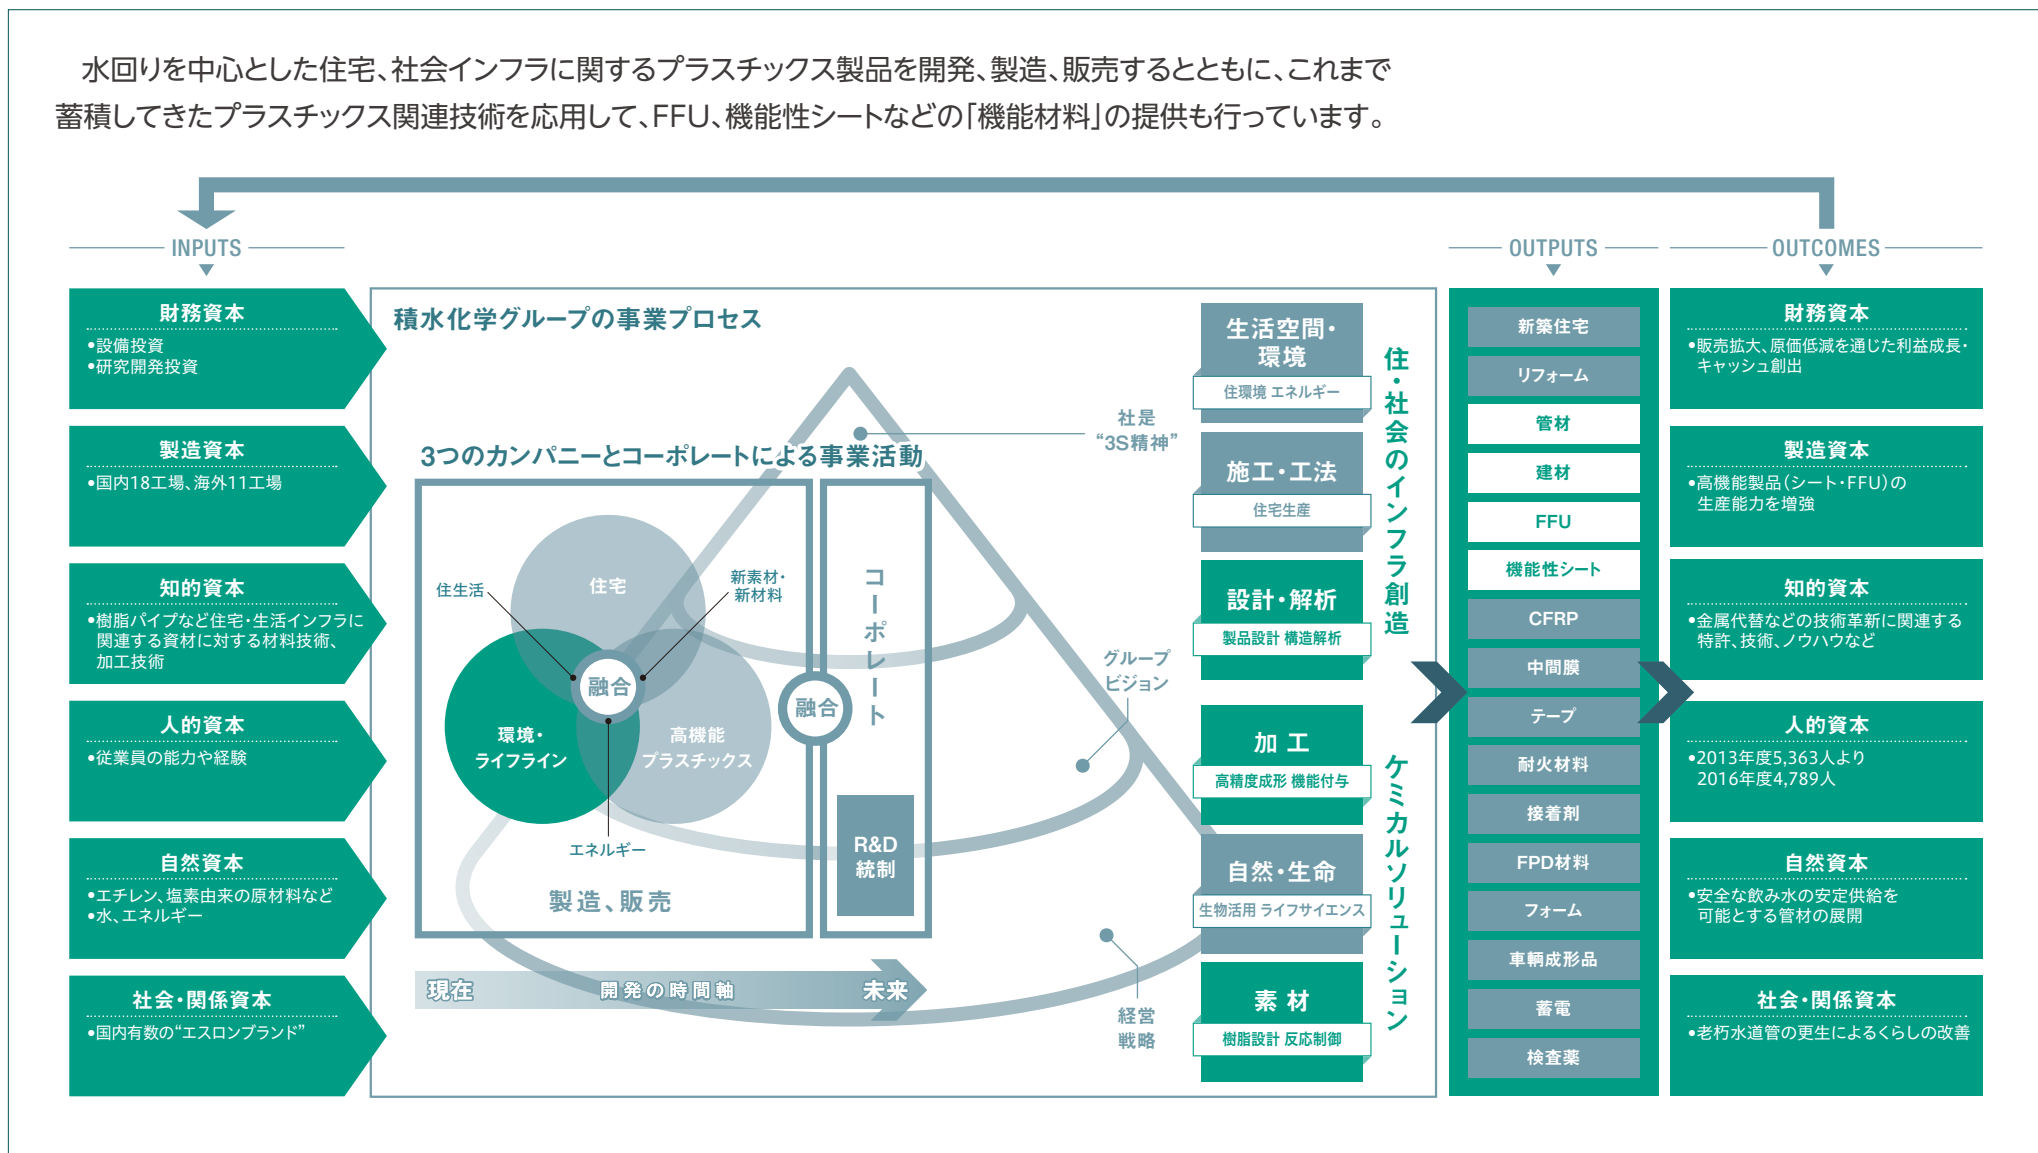 水回りを中心とした住宅、社会インフラに関するプラスチックス製品を開発、製造、販売するとともに、これまで
蓄積してきたプラスチックス関連技術を応用して、FFU、機能性シートなどの「機能材料」の提供も行っています。
INPUTS
財務資本
•設備投資
•研究開発投資
製造資本
•国内18工場、海外11工場
知的資本
•樹脂パイプなど住宅・生活インフラに
関連する資材に対する材料技術、
加工技術
人的資本
•従業員の能力や経験
自然資本
•エチレン、塩素由来の原材料など
•水、エネルギー
社会・関係資本
•国内有数の“エスロンブランド”
積水化学グループの事業プロセス
3つのカンパニーとコーポレートによる事業活動
住宅
住生活
新素材・
新材料
融合
環境・
ライフライン
高機能
プラスチックス
エネルギー
製造、販売
コーポレート
融合
R&D
統制
現在
開発の時間軸
未来
社是
“3S精神”
グループ
ビジョン
経営
戦略
生活空間・
環境
住環境 エネルギー
施工・工法
住宅生産
設計・解析
製品設計 構造解析
加工
高精度成形 機能付与
自然・生命
生物活用 ライフサイエンス
素材
樹脂設計 反応制御
住・社会のインフラ創造
ケミカルソリューション
OUTPUTS
新築住宅
リフォーム
管材
建材
FFU
機能性シート
CFRP
中間膜
テープ
耐火材料
接着剤
FPD材料
フォーム
車輌成形品
蓄電
検査薬
OUTCOMES
財務資本
•販売拡大、原価低減を通じた利益成長・
キャッシュ創出
製造資本
•高機能製品（シート・FFU）の
生産能力を増強
知的資本
•金属代替などの技術革新に関連する
特許、技術、ノウハウなど
人的資本
•2013年度5,363人より
2016年度4,789人
自然資本
•安全な飲み水の安定供給を
可能とする管材の展開
社会・関係資本
•老朽水道管の更生によるくらしの改善